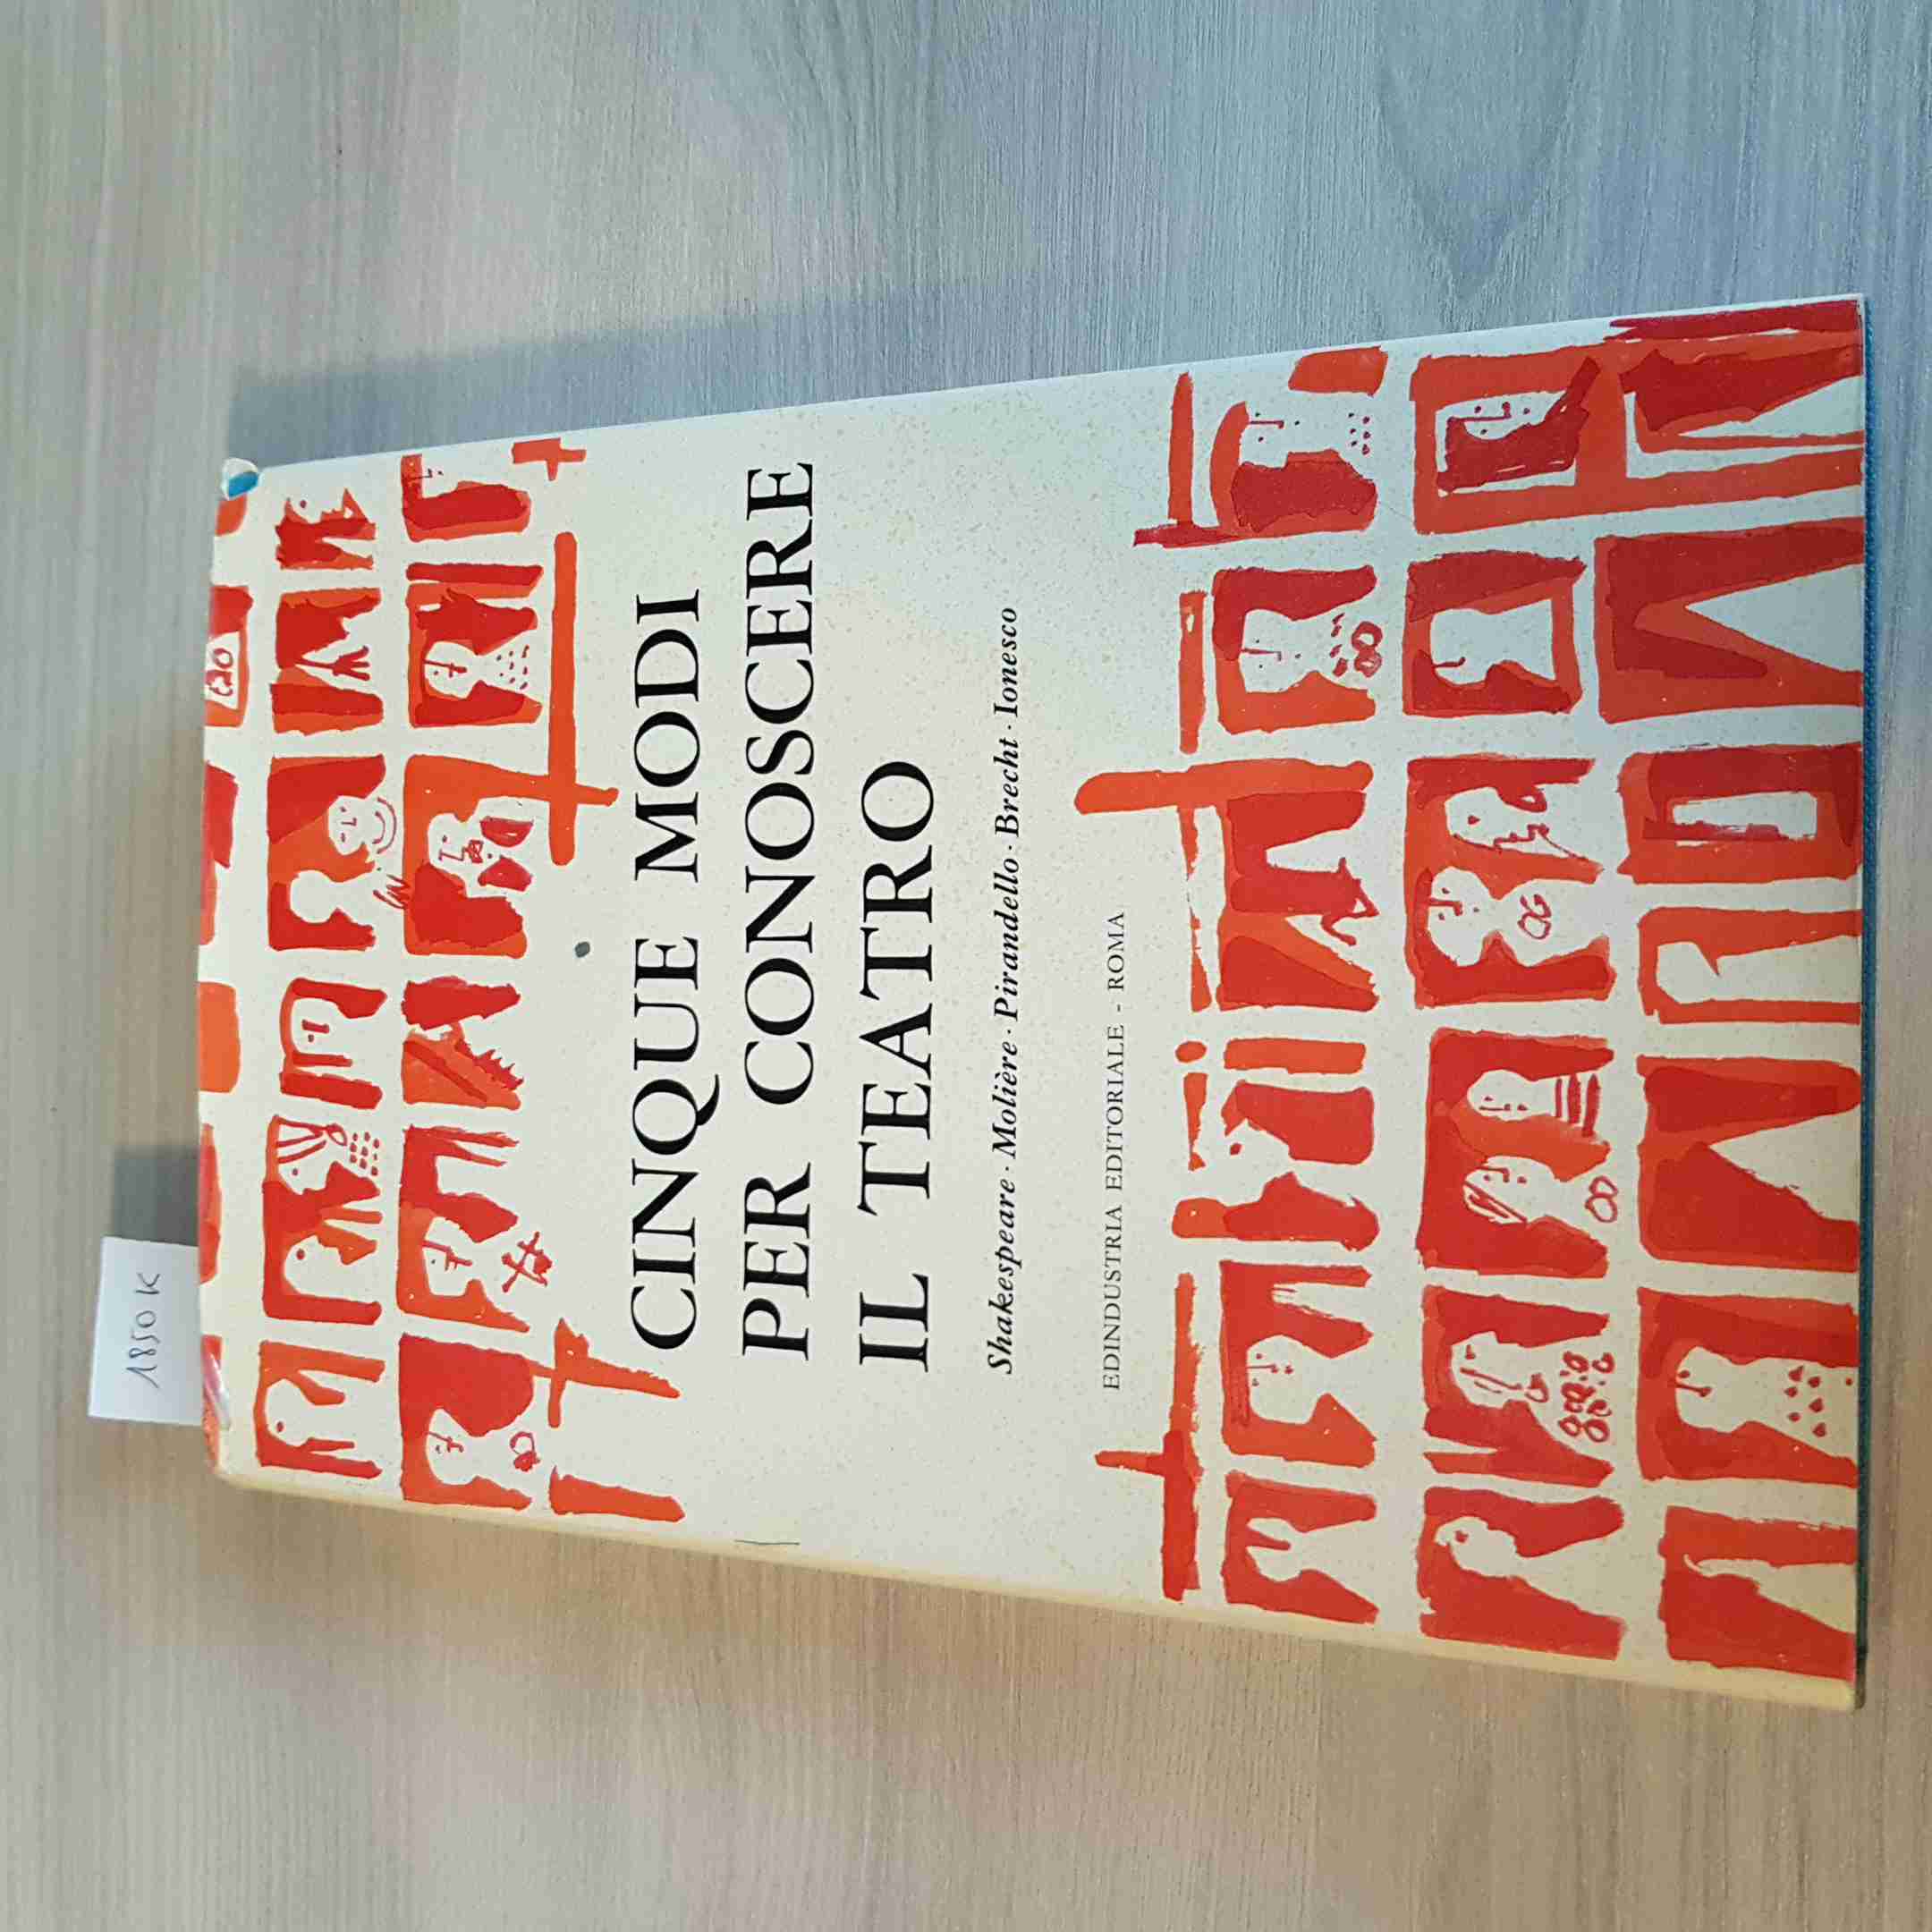 1850 K
CINQUE MODI
PER CONOSCERE
IL TEATRO
Shakespeare · Molière · Pirandello · Brecht · Ionesco
EDINDUSTRIA EDITORIALE - ROMA